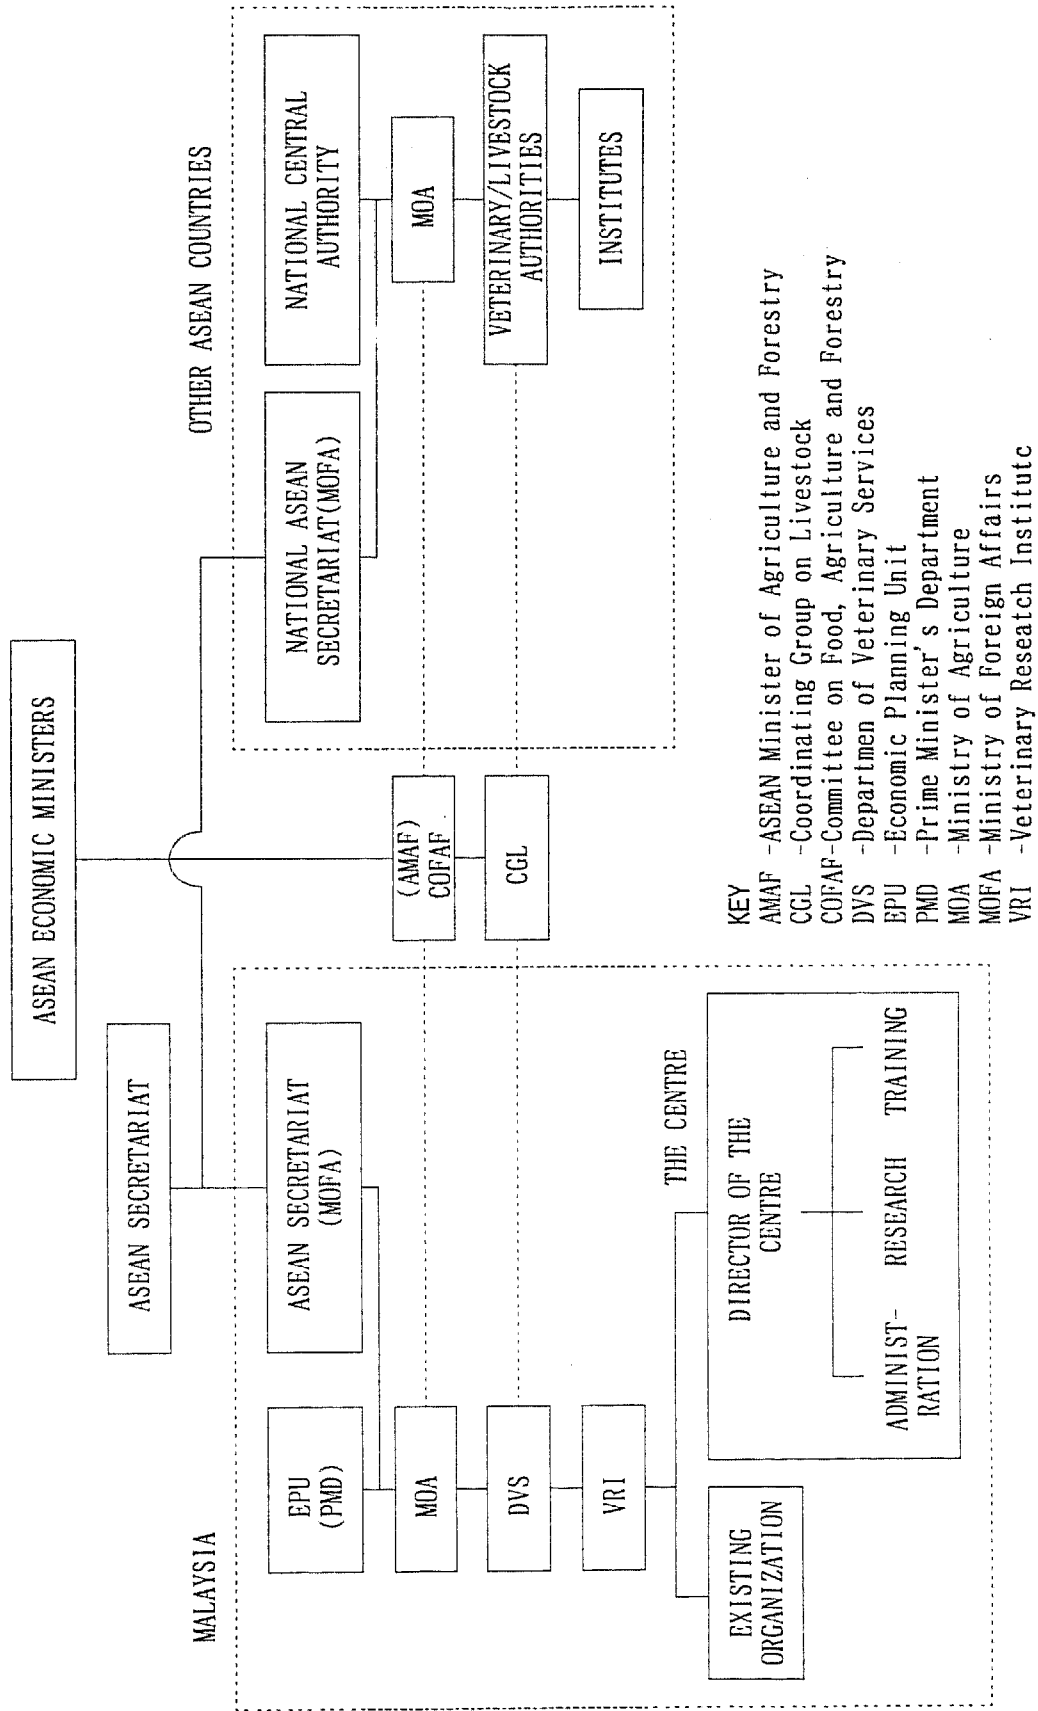 ASEAN ECONOMIC MINISTERS
ASEAN SECRETARIAT
MALAYSIA
OTHER ASEAN COUNTRIES
EPU
(PMD)
ASEAN SECRETARIAT
(MOFA)
NATIONAL ASEAN
SECRETARIAT(MOFA)
NATIONAL CENTRAL
AUTHORITY
MOA
(AMAF)
COFAF
MOA
DVS
CGL
VETERINARY/LIVESTOCK
AUTHORITIES
VRI
INSTITUTES
THE CENTRE
EXISTING
ORGANIZATION
DIRECTOR OF THE
CENTRE
ADMINIST-
RATION
RESEARCH
TRAINING
KEY
AMAF -ASEAN Minister of Agriculture and Forestry
CGL -Coordinating Group on Livestock
COFAF-Committee on Food, Agriculture and Forestry
DVS -Departmen of Veterinary Services
EPU -Economic Planning Unit
PMD -Prime Minister's Department
MOA -Ministry of Agriculture
MOFA -Ministry of Foreign Affairs
VRI -Veterinary Reseatch Institutc